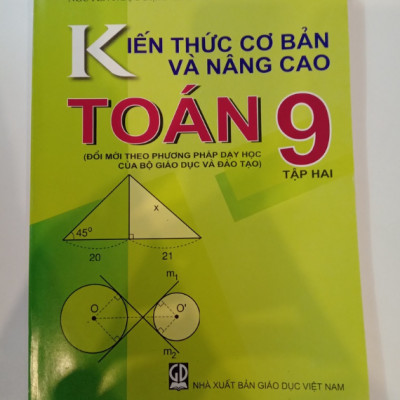 KIẾN THỨC CƠ BẢN
VÀ NÂNG CAO
TOÁN 9
(ĐỔI MỚI THEO PHƯƠNG PHÁP DẠY HỌC
CỦA BỘ GIÁO DỤC VÀ ĐÀO TẠO)
TẬP HAI
x
45°
20
21
m1
O
O'
m2
GD
NHÀ XUẤT BẢN GIÁO DỤC VIỆT NAM